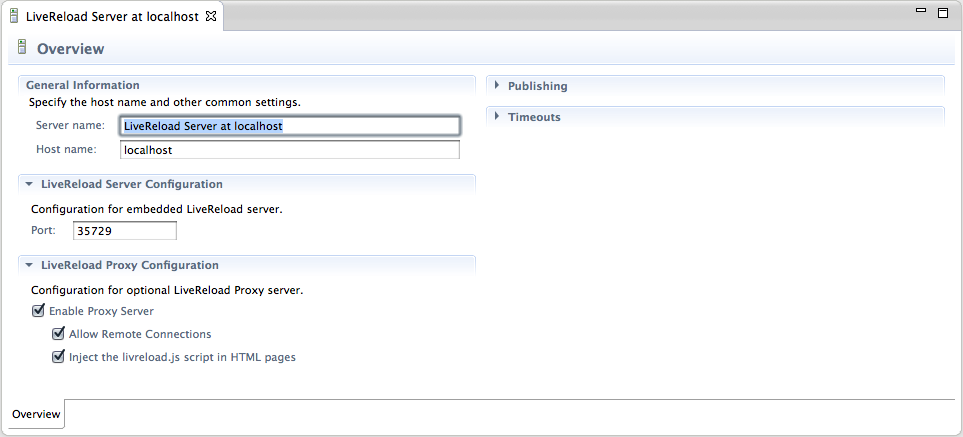 LiveReload Server at localhost
Overview
General Information
Specify the host name and other common settings.
Server name: LiveReload Server at localhost
Host name: localhost
LiveReload Server Configuration
Configuration for embedded LiveReload server.
Port: 35729
LiveReload Proxy Configuration
Configuration for optional LiveReload Proxy server.
Enable Proxy Server
Allow Remote Connections
Inject the livreload.js script in HTML pages
Publishing
Timeouts
Overview